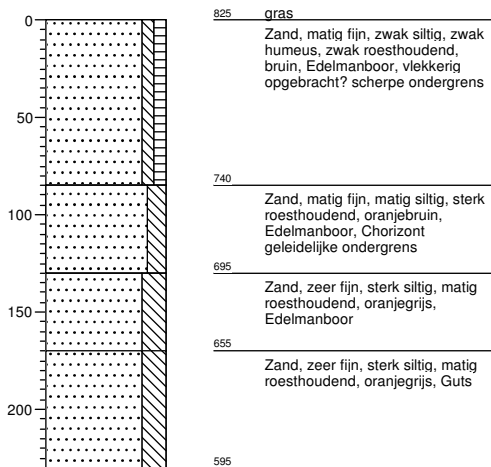 0
50
100
150
200
825
gras
Zand, matig fijn, zwak siltig, zwak
humeus, zwak roesthoudend,
bruin, Edelmanboor, vlekkerig
opgebracht? scherpe ondergrens
740
Zand, matig fijn, matig siltig, sterk
roesthoudend, oranjebruin,
Edelmanboor, Chorizont
geleidelijke ondergrens
695
Zand, zeer fijn, sterk siltig, matig
roesthoudend, oranjegrijs,
Edelmanboor
655
Zand, zeer fijn, sterk siltig, matig
roesthoudend, oranjegrijs, Guts
595